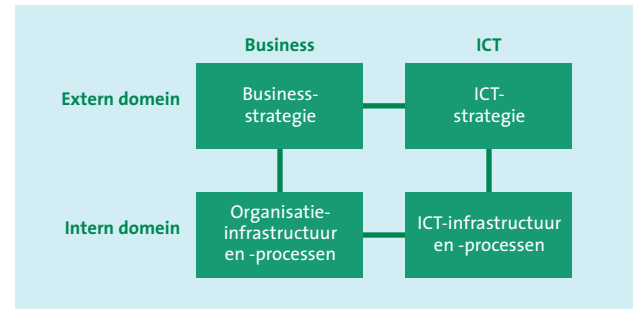 Business ICT
Extern domein
Business-
strategie
ICT-
strategie
Intern domein
Organisatie-
infrastructuur
en -processen
ICT-infrastructuur
en -processen